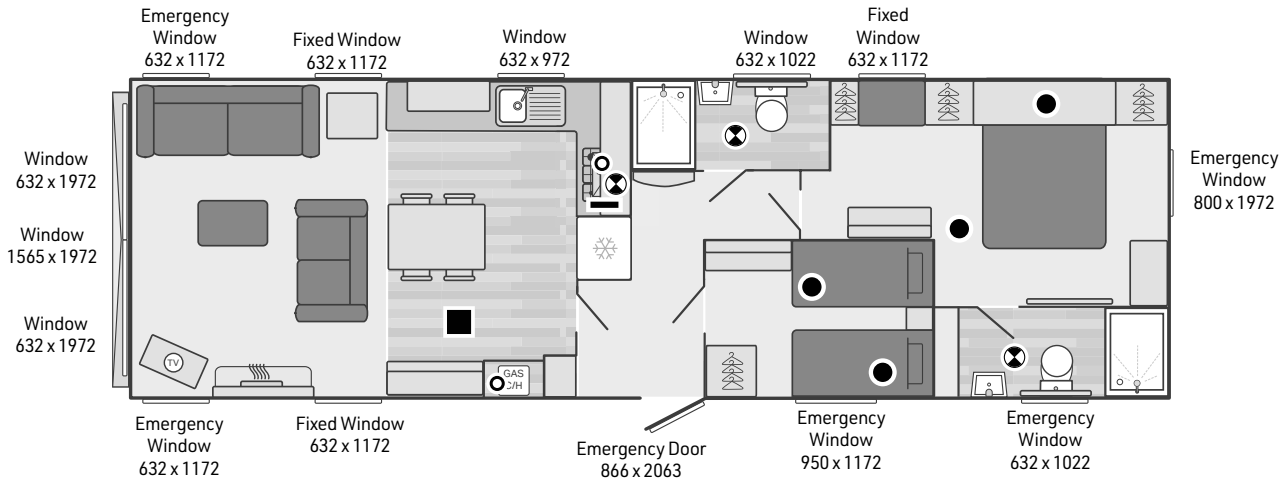 Emergency
Window
632 x 1172
Fixed Window
632 x 1172
Window
632 x 972
Window
632 x 1022
Fixed
Window
632 x 1172
Window
632 x 1972
Window
1565 x 1972
Window
632 x 1972
Emergency
Window
800 x 1972
TV
GAS
C/H
Emergency
Window
632 x 1172
Fixed Window
632 x 1172
Emergency Door
866 x 2063
Emergency
Window
950 x 1172
Emergency
Window
632 x 1022